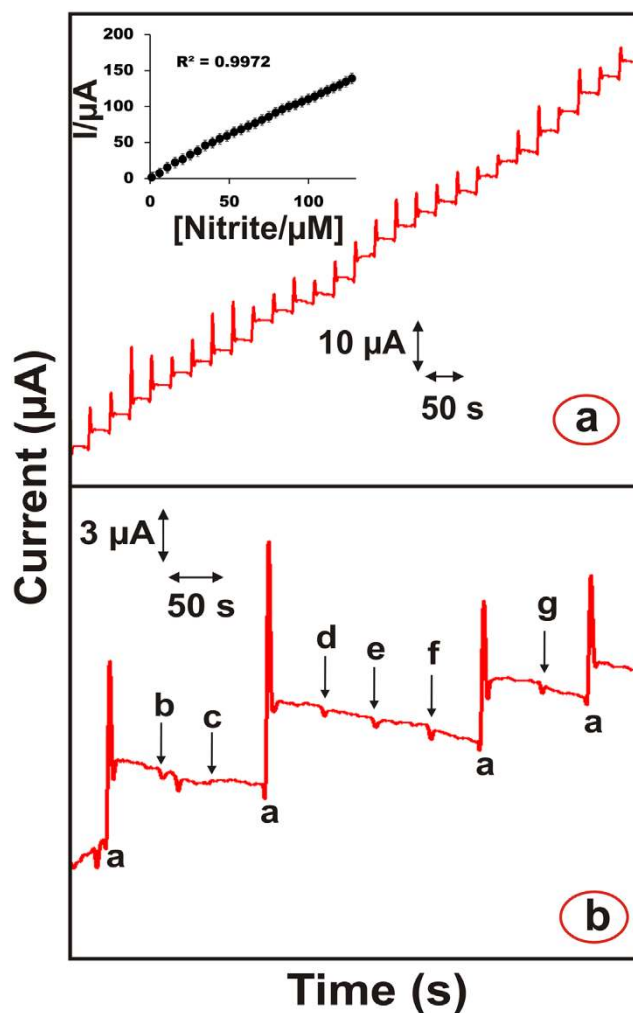 Current (µA)
200
150
100
50
0
I/µA
R² = 0.9972
0
50
100
[Nitrite/µM]
10 µA
50 s
a
3 µA
50 s
b
c
d
e
f
g
a
a
a
a
b
Time (s)